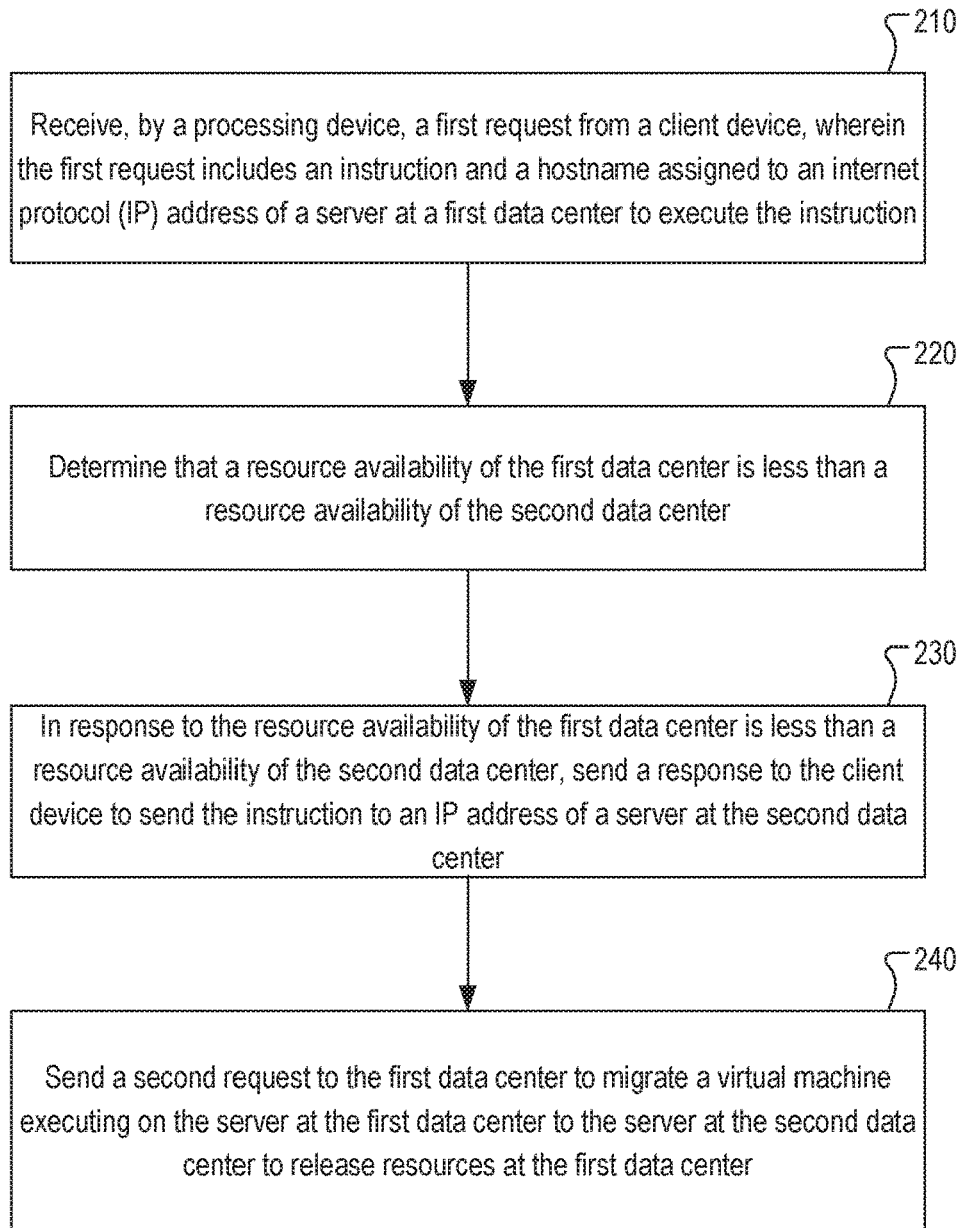 210
Receive, by a processing device, a first request from a client device, wherein
the first request includes an instruction and a hostname assigned to an internet
protocol (IP) address of a server at a first data center to execute the instruction
220
Determine that a resource availability of the first data center is less than a
resource availability of the second data center
230
In response to the resource availability of the first data center is less than a
resource availability of the second data center, send a response to the client
device to send the instruction to an IP address of a server at the second data
center
240
Send a second request to the first data center to migrate a virtual machine
executing on the server at the first data center to the server at the second data
center to release resources at the first data center